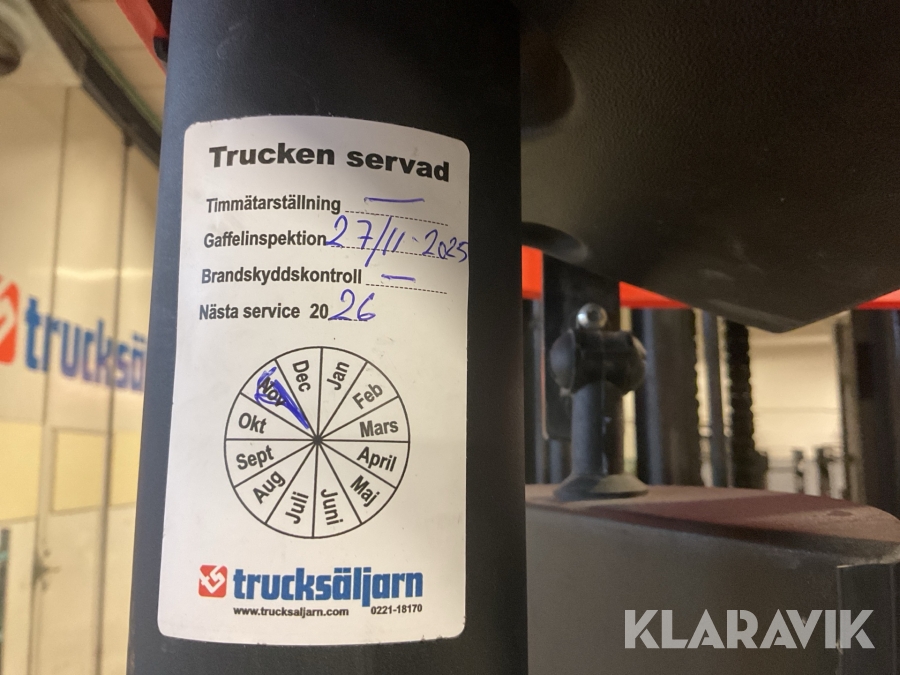 Trucken servad
Timmätarställning —
Gaffelinspektion 27/11-2025
Brandskyddskontroll —
Nästa service 2026
Jan
Feb
Mars
April
Maj
Juni
Juli
Aug
Sept
Okt
Nov
Dec
trucksäljarn
www.trucksaljarn.com 0221-18170
trucksä
KLARAVIK